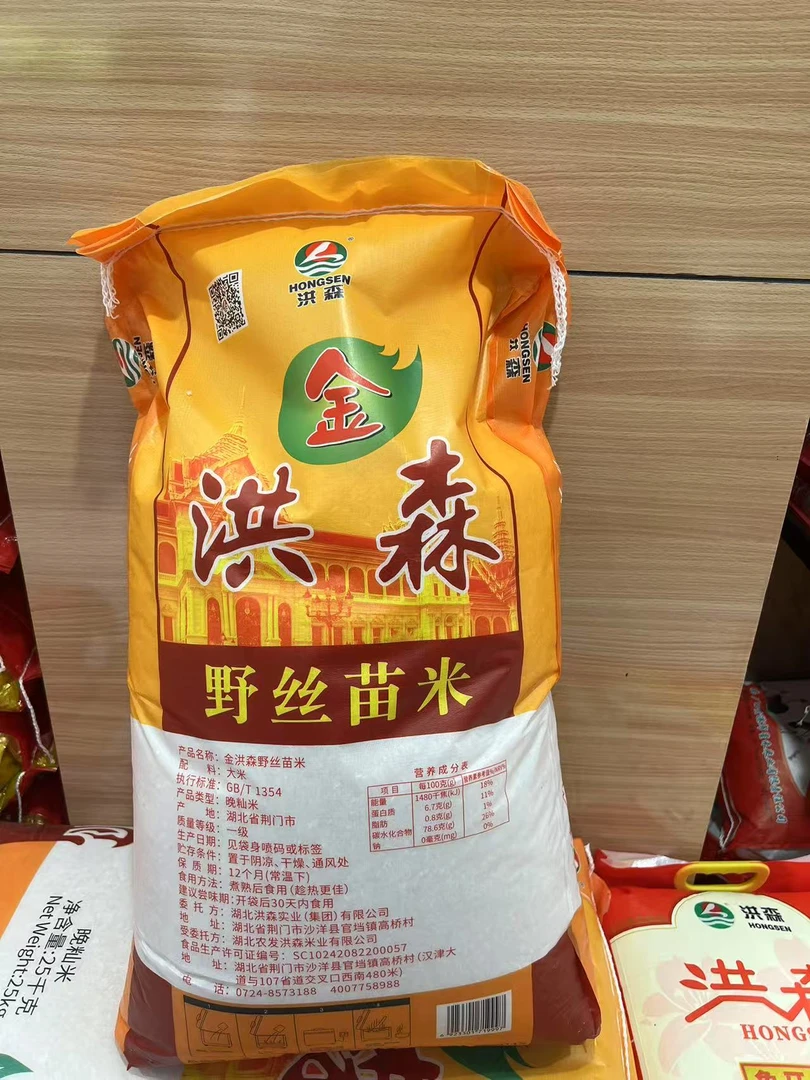 HONGSEN
洪森
金
洪森
野丝苗米
产品名称：金洪森野丝苗米
配 料：大米
执行标准：GB/T 1354
产品类型：晚籼米
产 地：湖北省荆门市
质量等级：一级
生产日期：见袋身喷码或标签
贮存条件：置于阴凉、干燥、通风处
保 质 期：12个月(常温下)
食用方法：煮熟后食用(趁热更佳)
建议尝味期：开袋后30天内食用
委 托 方：湖北洪森实业(集团)有限公司
地 址：湖北省荆门市沙洋县官垱镇高桥村
受委托方：湖北农发洪森米业有限公司
食品生产许可证编号：SC10242082200057
地 址：湖北省荆门市沙洋县官垱镇高桥村(汉津大
道与107省道交叉口西南480米)
电 话：0724-8573188 4007758988
营养成分表
项目 每100克(g) 营养素参考值%(NRV%)
能量 1480千焦(kJ) 18%
蛋白质 6.7克(g) 11%
脂肪 0.8克(g) 1%
碳水化合物 78.6克(g) 26%
钠 0毫克(mg) 0%
1 2 3 4
HONGSEN
洪森
晚籼米
净含量:25千克
Net Weight:25kg
洪森
HONGSEN
洪森
HONG